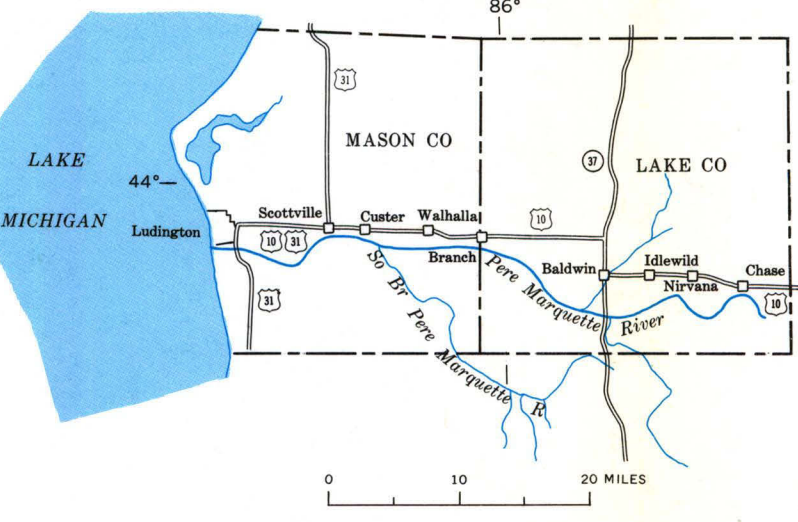 86°
31
MASON CO
37
LAKE CO
LAKE
MICHIGAN
44°
Ludington
Scottville
Custer
Walhalla
10
10 31
Branch
Baldwin
Idlewild
Nirvana
Chase
10
31
So Br Pere Marquette R
Pere Marquette River
0 10 20 MILES